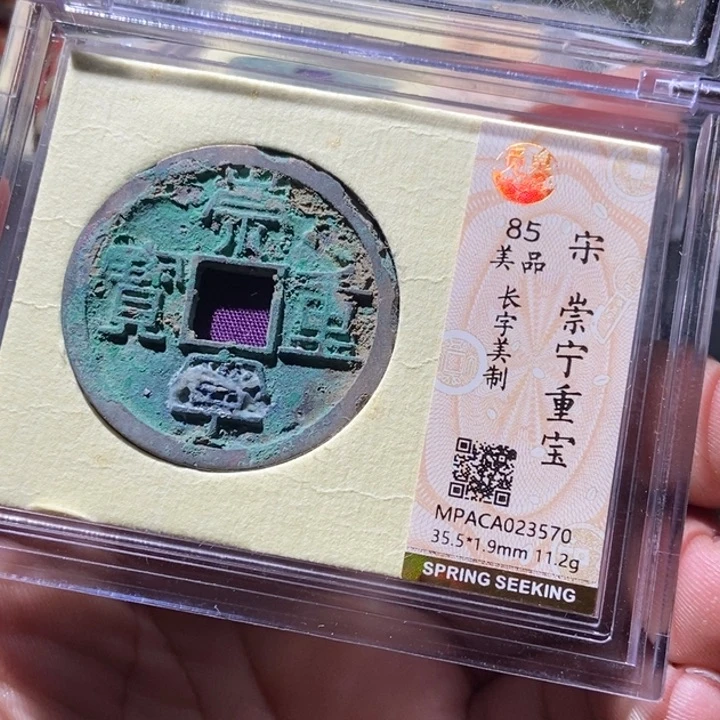 崇
寧
重
寶
宋 崇宁重宝
85
美品
长字美制
MPACA023570
35.5*1.9mm 11.2g
SPRING SEEKING